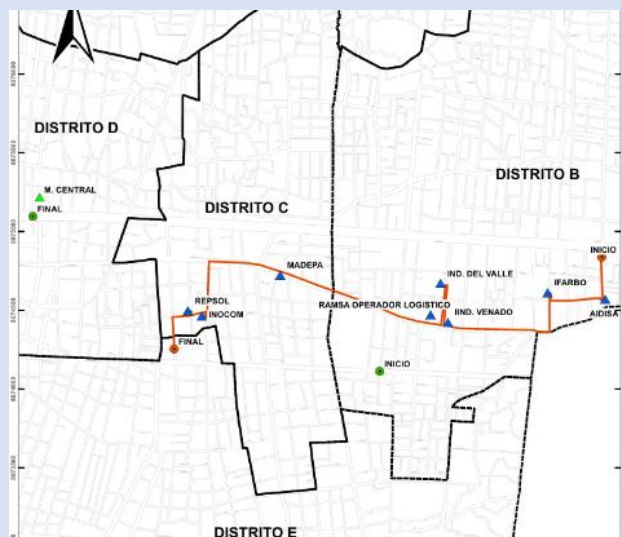 DISTRITO D
DISTRITO B
M. CENTRAL
FINAL
DISTRITO C
INICIO
MADEPA
IND. DEL VALLE
IFARBO
REPSOL
RAMSA OPERADOR LOGISTICO
AIDISA
INOCOM
IIND. VENADO
FINAL
INICIO
DISTRITO E